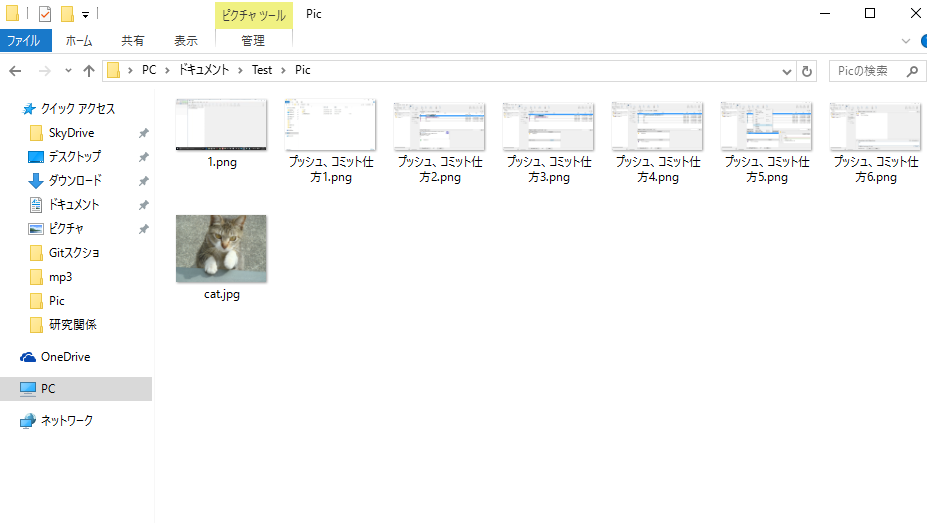 ピクチャ ツール
Pic
ファイル
ホーム
共有
表示
管理
PC
ドキュメント
Test
Pic
Picの検索
クイック アクセス
SkyDrive
デスクトップ
ダウンロード
ドキュメント
ピクチャ
Gitスクショ
mp3
Pic
研究関係
OneDrive
PC
ネットワーク
1.png
プッシュ、コミット仕
方1.png
プッシュ、コミット仕
方2.png
プッシュ、コミット仕
方3.png
プッシュ、コミット仕
方4.png
プッシュ、コミット仕
方5.png
プッシュ、コミット仕
方6.png
cat.jpg